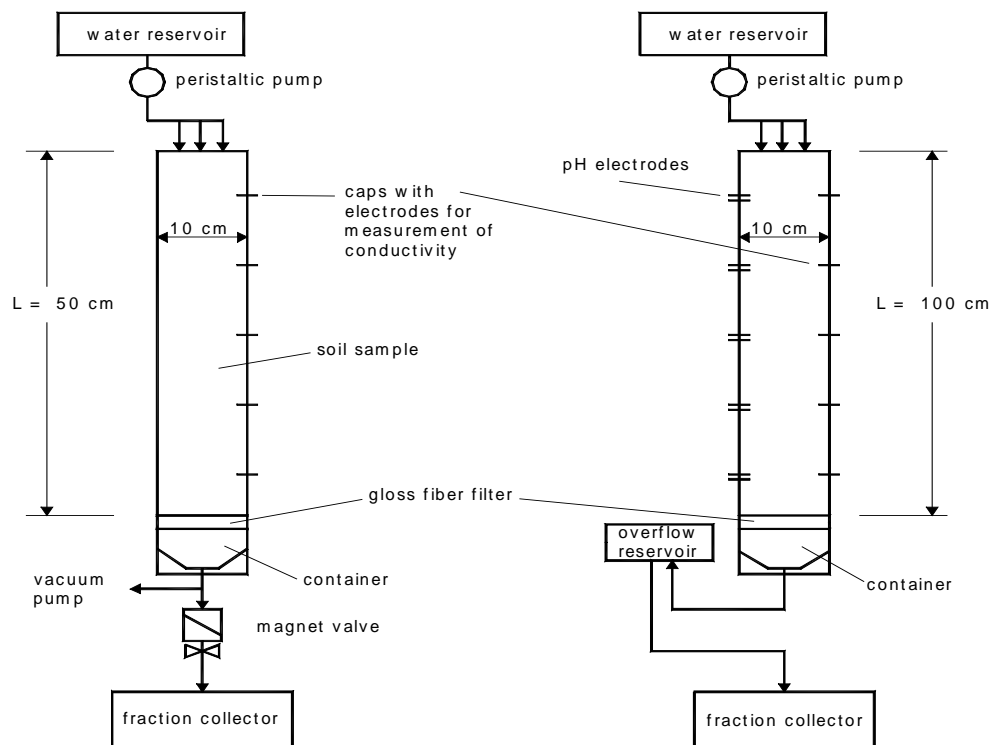 water reservoir
peristaltic pump
10 cm
L = 50 cm
caps with
electrodes for
measurement of
conductivity
soil sample
gloss fiber filter
container
vacuum
pump
magnet valve
fraction collector
water reservoir
peristaltic pump
pH electrodes
10 cm
L = 100 cm
overflow
reservoir
container
fraction collector